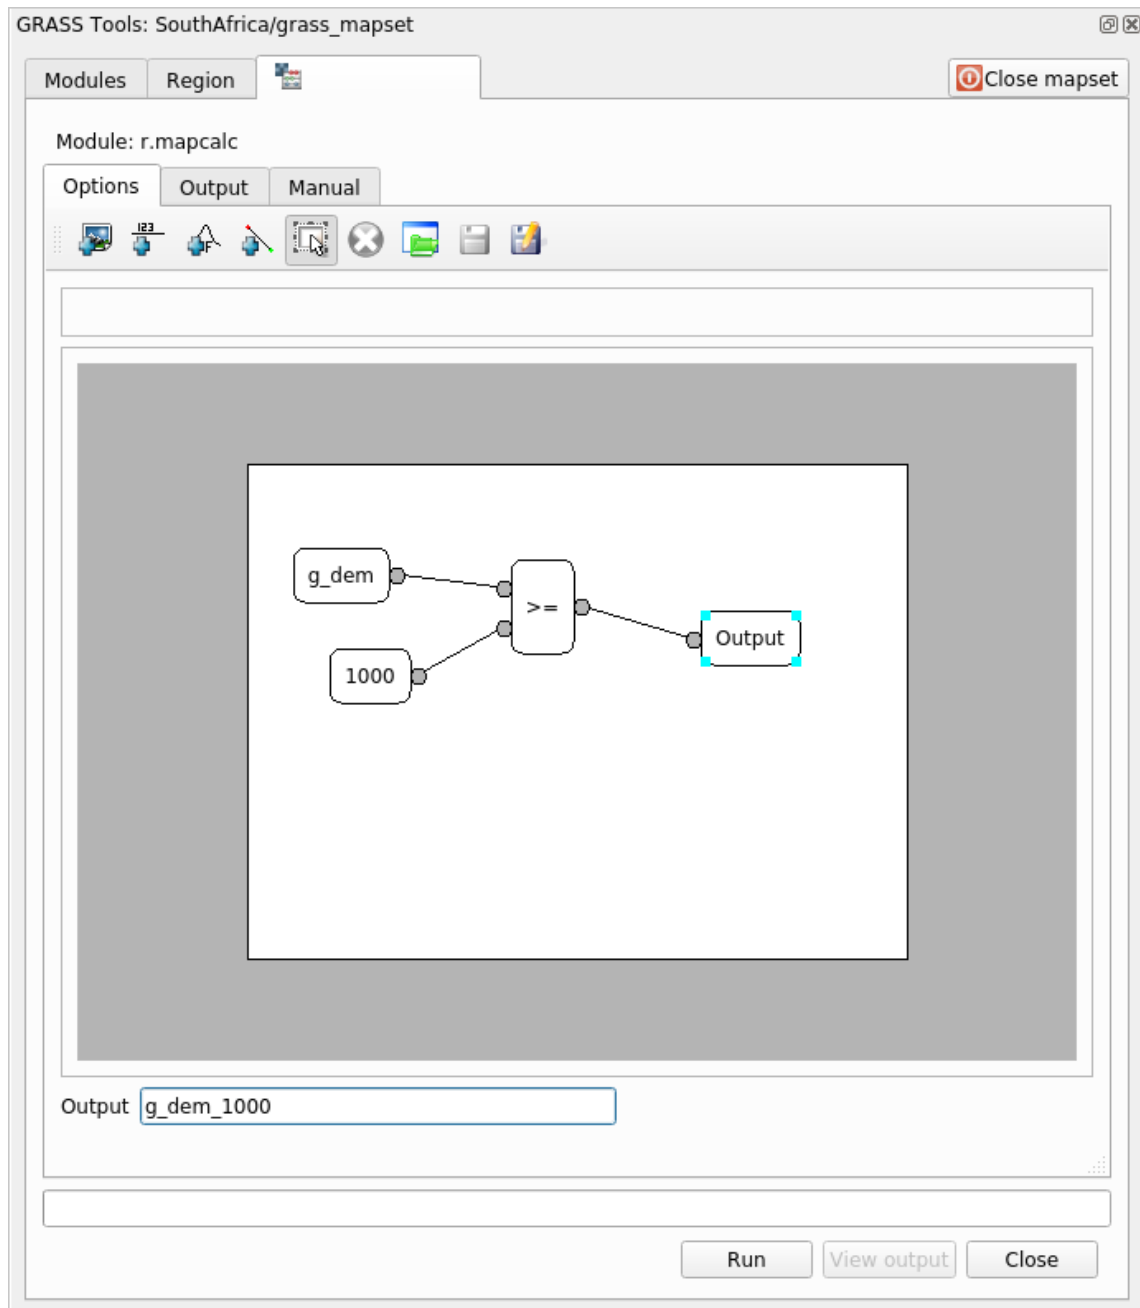 GRASS Tools: SouthAfrica/grass_mapset
Modules Region Close mapset
Module: r.mapcalc
Options Output Manual
123
F
g_dem
>=
Output
1000
Output g_dem_1000
Run View output Close